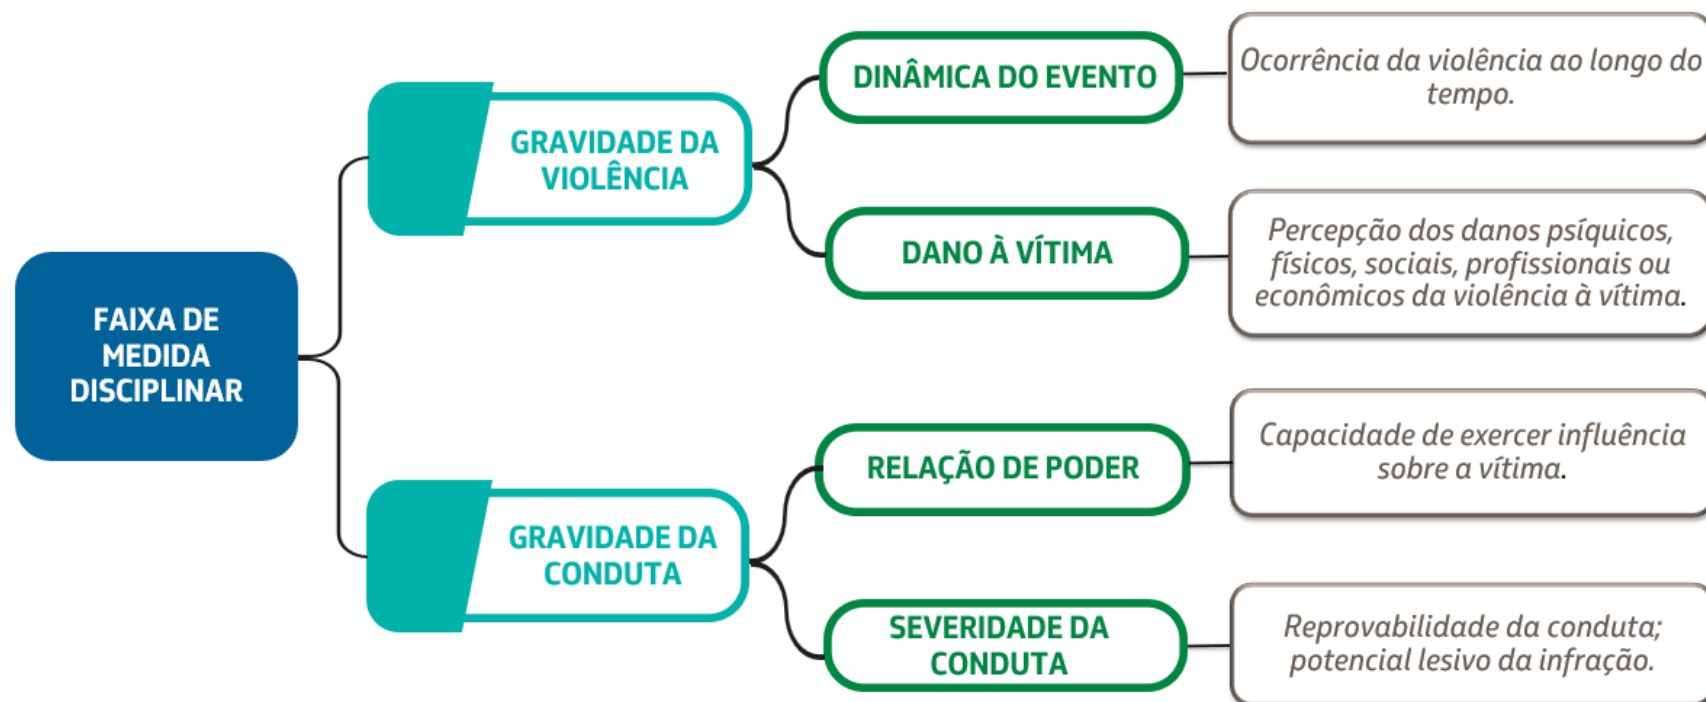 FAIXA DE
MEDIDA
DISCIPLINAR
GRAVIDADE DA
VIOLÊNCIA
DINÂMICA DO EVENTO
Ocorrência da violência ao longo do
tempo.
DANO À VÍTIMA
Percepção dos danos psíquicos,
físicos, sociais, profissionais ou
econômicos da violência à vítima.
GRAVIDADE DA
CONDUTA
RELAÇÃO DE PODER
Capacidade de exercer influência
sobre a vítima.
SEVERIDADE DA
CONDUTA
Reprovabilidade da conduta;
potencial lesivo da infração.